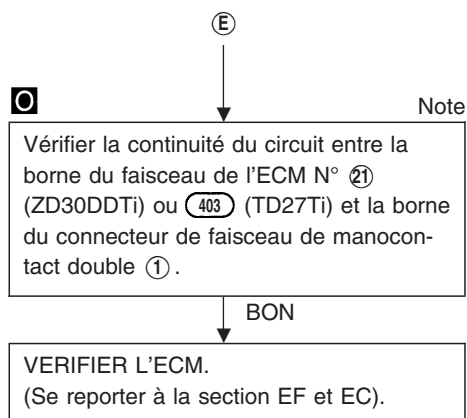 Ⓔ
O
Note
Vérifier la continuité du circuit entre la
borne du faisceau de l'ECM N° ㉑
(ZD30DDTi) ou 403 (TD27Ti) et la borne
du connecteur de faisceau de manocon-
tact double ①.
BON
VERIFIER L'ECM.
(Se reporter à la section EF et EC).